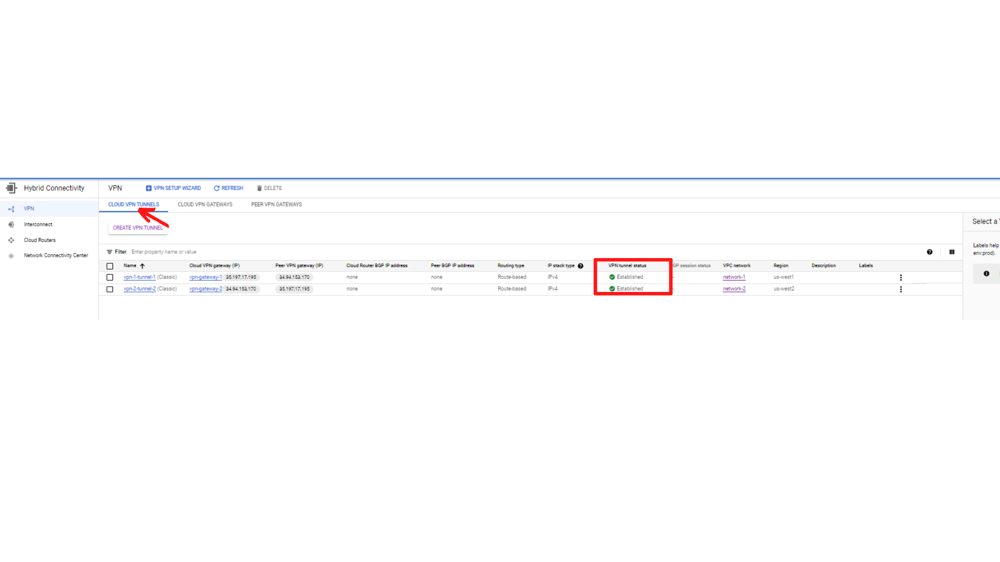 Hybrid Connectivity
VPN
VPN SETUP WIZARD
REFRESH
DELETE
VPN
Interconnect
Cloud Routers
Network Connectivity Center
CLOUD VPN TUNNELS
CLOUD VPN GATEWAYS
PEER VPN GATEWAYS
CREATE VPN TUNNEL
Filter Enter property name or value
Name Cloud VPN gateway (IP) Peer VPN gateway (IP) Cloud Router BGP IP address Peer BGP IP address Routing type IP stack type VPN tunnel status GP session status VPC network Region Description Labels
vpn-1-tunnel-1 (Classic) vpn-gateway-1 35.197.17.195 34.94.153.170 none none Route-based IPv4 Established - network-1 us-west1
vpn-2-tunnel-2 (Classic) vpn-gateway-2 34.94.153.170 35.197.17.195 none none Route-based IPv4 Established - network-2 us-west2
Select a
Labels help
env:prod).